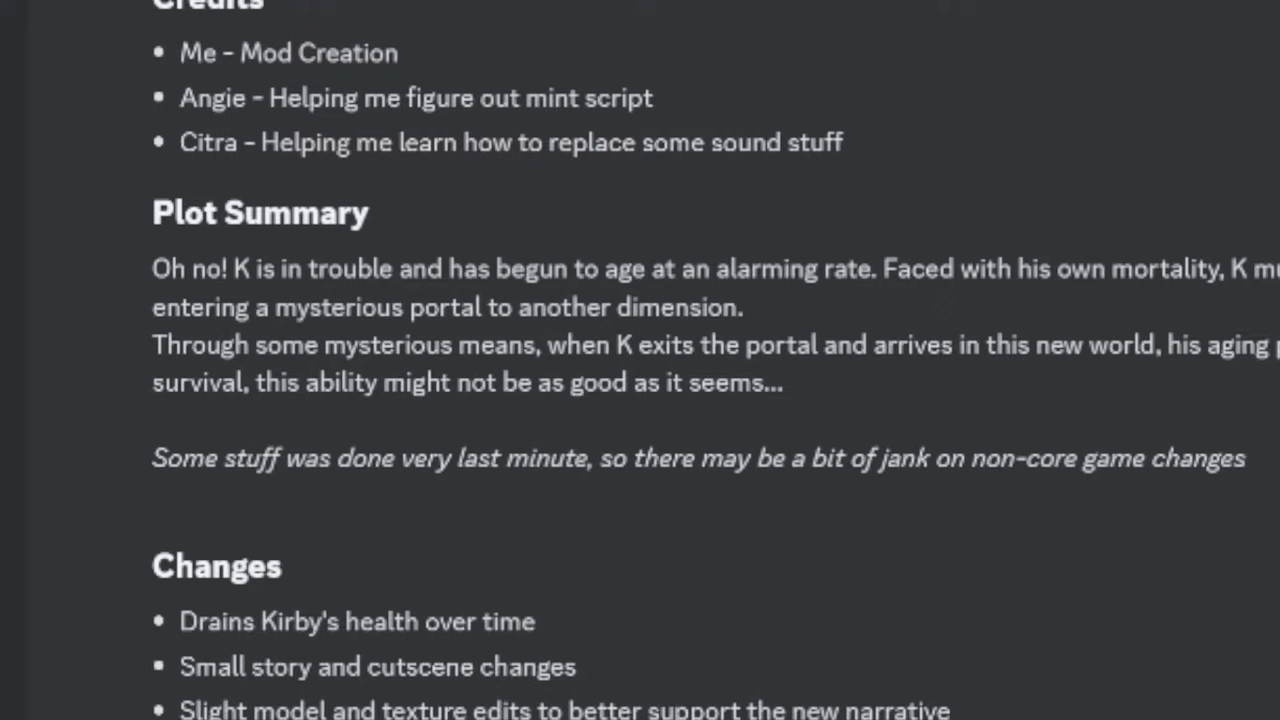 Credits
• Me - Mod Creation
• Angie - Helping me figure out mint script
• Citra - Helping me learn how to replace some sound stuff
Plot Summary
Oh no! K is in trouble and has begun to age at an alarming rate. Faced with his own mortality, K
entering a mysterious portal to another dimension.
Through some mysterious means, when K exits the portal and arrives in this new world, his aging
survival, this ability might not be as good as it seems...
Some stuff was done very last minute, so there may be a bit of jank on non-core game changes
Changes
• Drains Kirby's health over time
• Small story and cutscene changes
• Slight model and texture edits to better support the new narrative